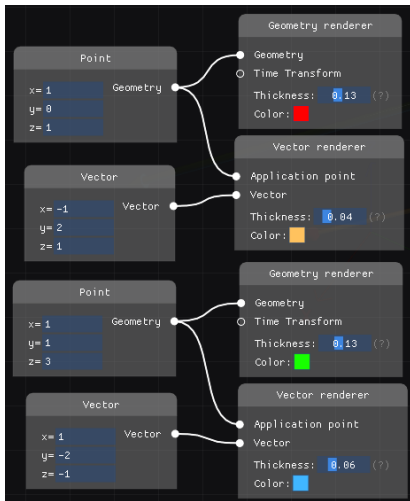 Geometry renderer
Geometry
Time Transform
Thickness: 0.13 (?)
Color:
Point
Geometry
x= 1
y= 0
z= 1
Vector renderer
Application point
Vector
Thickness: 0.04 (?)
Color:
Vector
Vector
x= -1
y= 2
z= 1
Geometry renderer
Geometry
Time Transform
Thickness: 0.13 (?)
Color:
Point
Geometry
x= 1
y= 1
z= 3
Vector renderer
Application point
Vector
Thickness: 0.06 (?)
Color:
Vector
Vector
x= 1
y= -2
z= -1